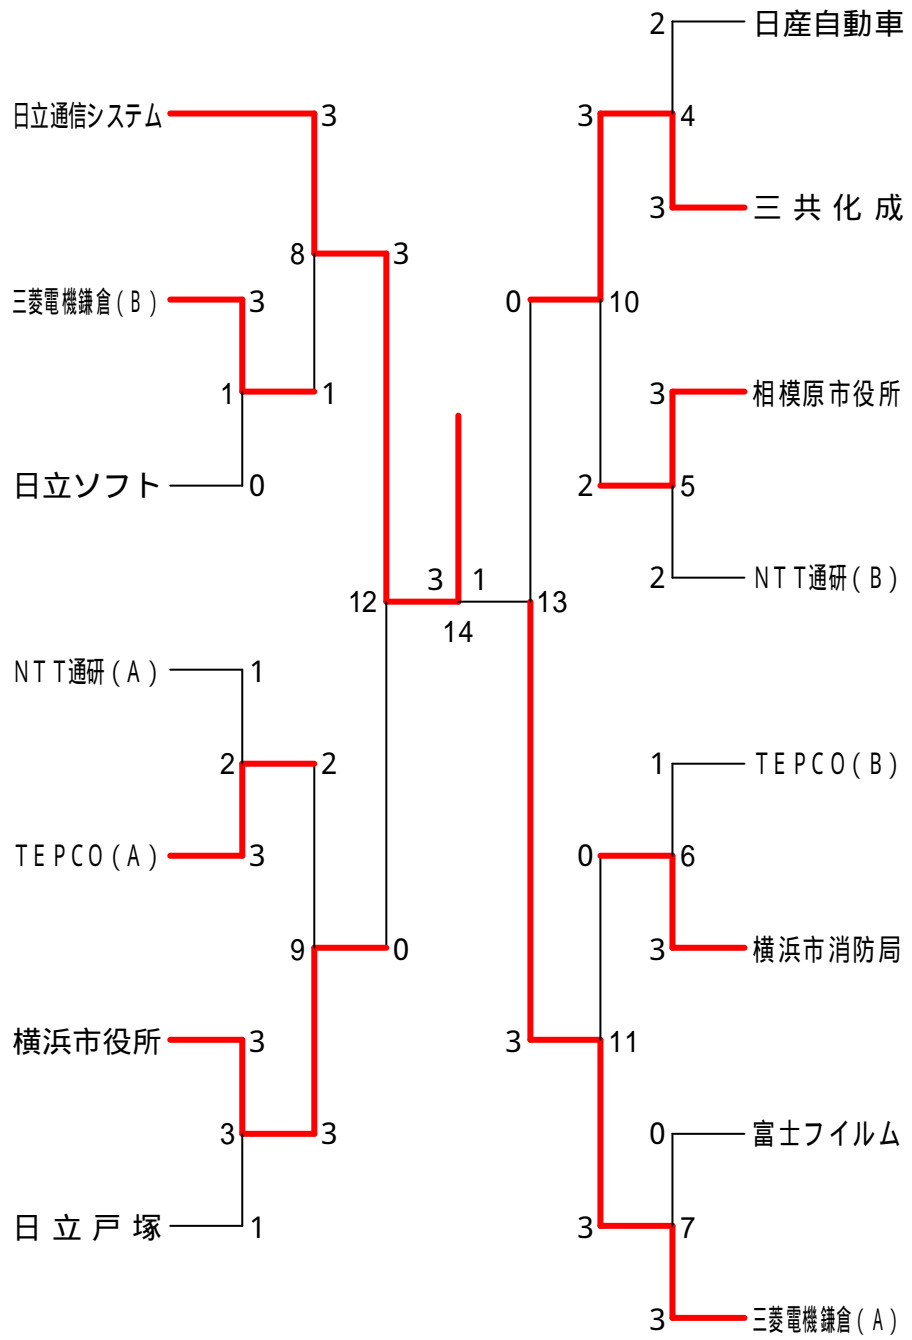 2 日産自動車
日立通信システム 3 3 4
3 三共化成
8 3
三菱電機鎌倉(B) 3 0 10
1 1 3 相模原市役所
日立ソフト 0 2 5
3 1 2 NTT通研(B)
12 13
14
NTT通研(A) 1
2 2 1 TEPCO(B)
TEPCO(A) 3 0 6
9 0 3 横浜市消防局
横浜市役所 3 3 11
3 3 0 富士フイルム
日立戸塚 1 3 7
3 三菱電機鎌倉(A)